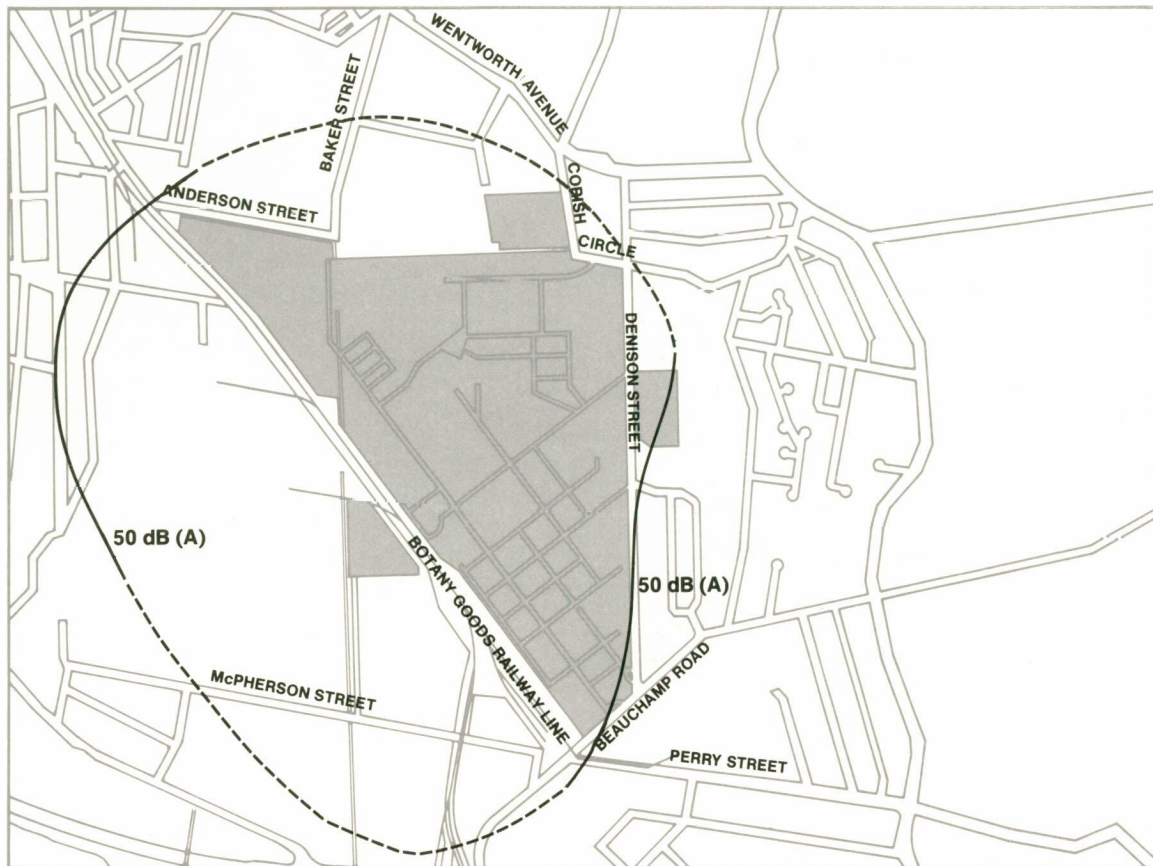 WENTWORTH AVENUE
BAKER STREET
ANDERSON STREET
CORISH
CIRCLE
DENISON STREET
50 dB (A)
BOTANY GOODS RAILWAY LINE
50 dB (A)
McPHERSON STREET
BEAUCHAMP ROAD
PERRY STREET